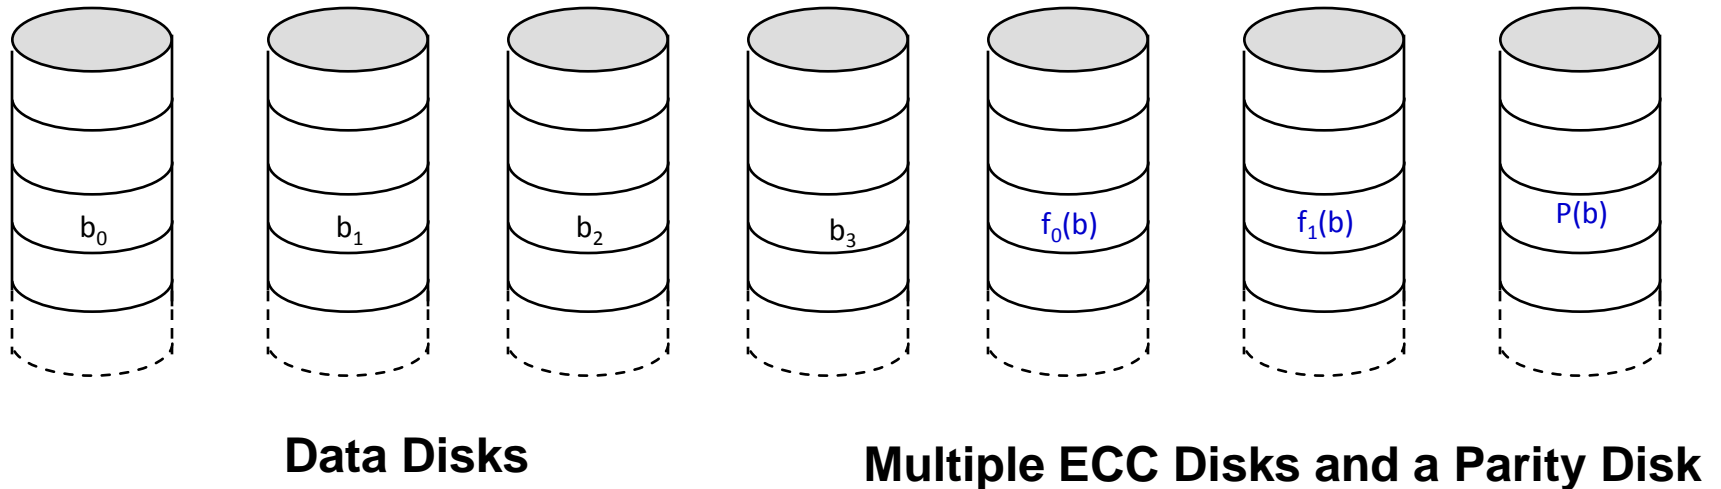 b₀ b₁ b₂ b₃ f₀(b) f₁(b) P(b)
Data Disks
Multiple ECC Disks and a Parity Disk